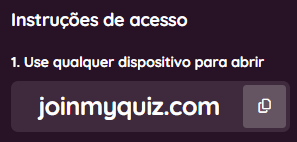 Instruções de acesso
1. Use qualquer dispositivo para abrir
joinmyquiz.com